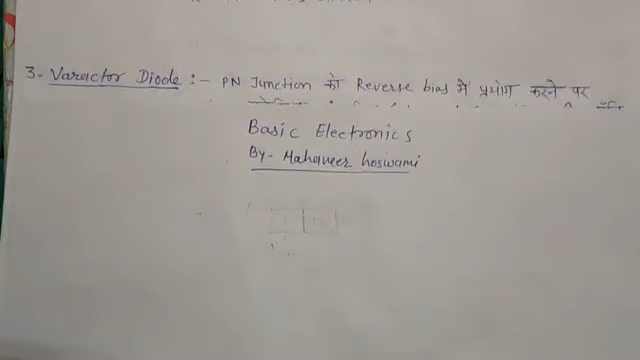 3- Varactor Diode :- PN Junction को Reverse bias में प्रयोग करने पर
Basic Electronics
By- Mahaveer Goswami